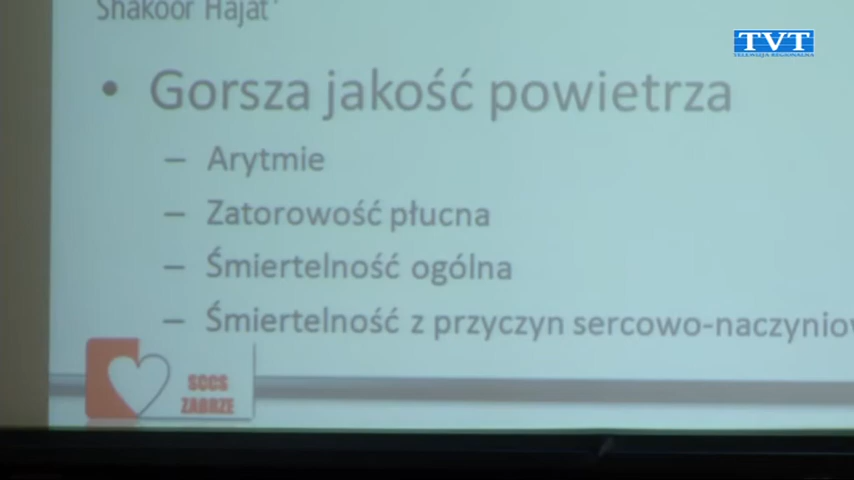 Shakoor Hajat
TVT
TELEWIZJA REGIONALNA
• Gorsza jakość powietrza
– Arytmie
– Zatorowość płucna
– Śmiertelność ogólna
– Śmiertelność z przyczyn sercowo-naczyniow
SCCS
ZABRZE